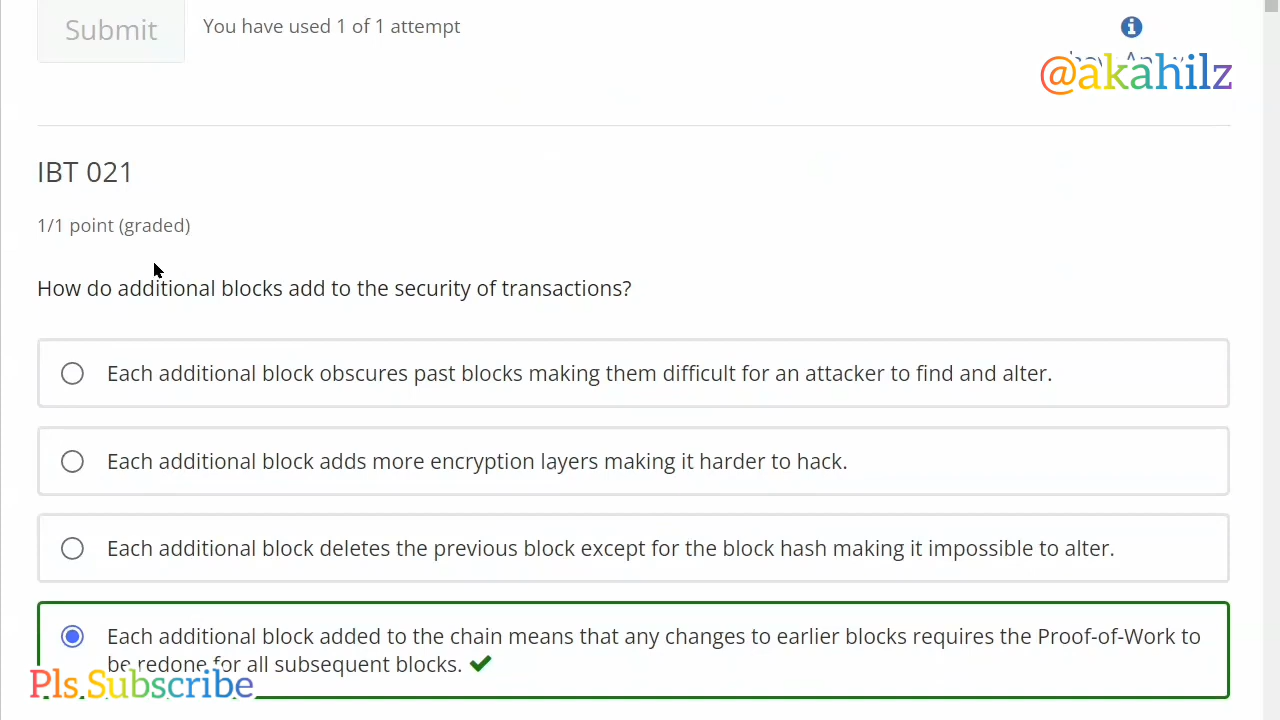 Submit
You have used 1 of 1 attempt
@akahilz
IBT 021
1/1 point (graded)
How do additional blocks add to the security of transactions?
Each additional block obscures past blocks making them difficult for an attacker to find and alter.
Each additional block adds more encryption layers making it harder to hack.
Each additional block deletes the previous block except for the block hash making it impossible to alter.
Each additional block added to the chain means that any changes to earlier blocks requires the Proof-of-Work to
be redone for all subsequent blocks.
Pls.Subscribe